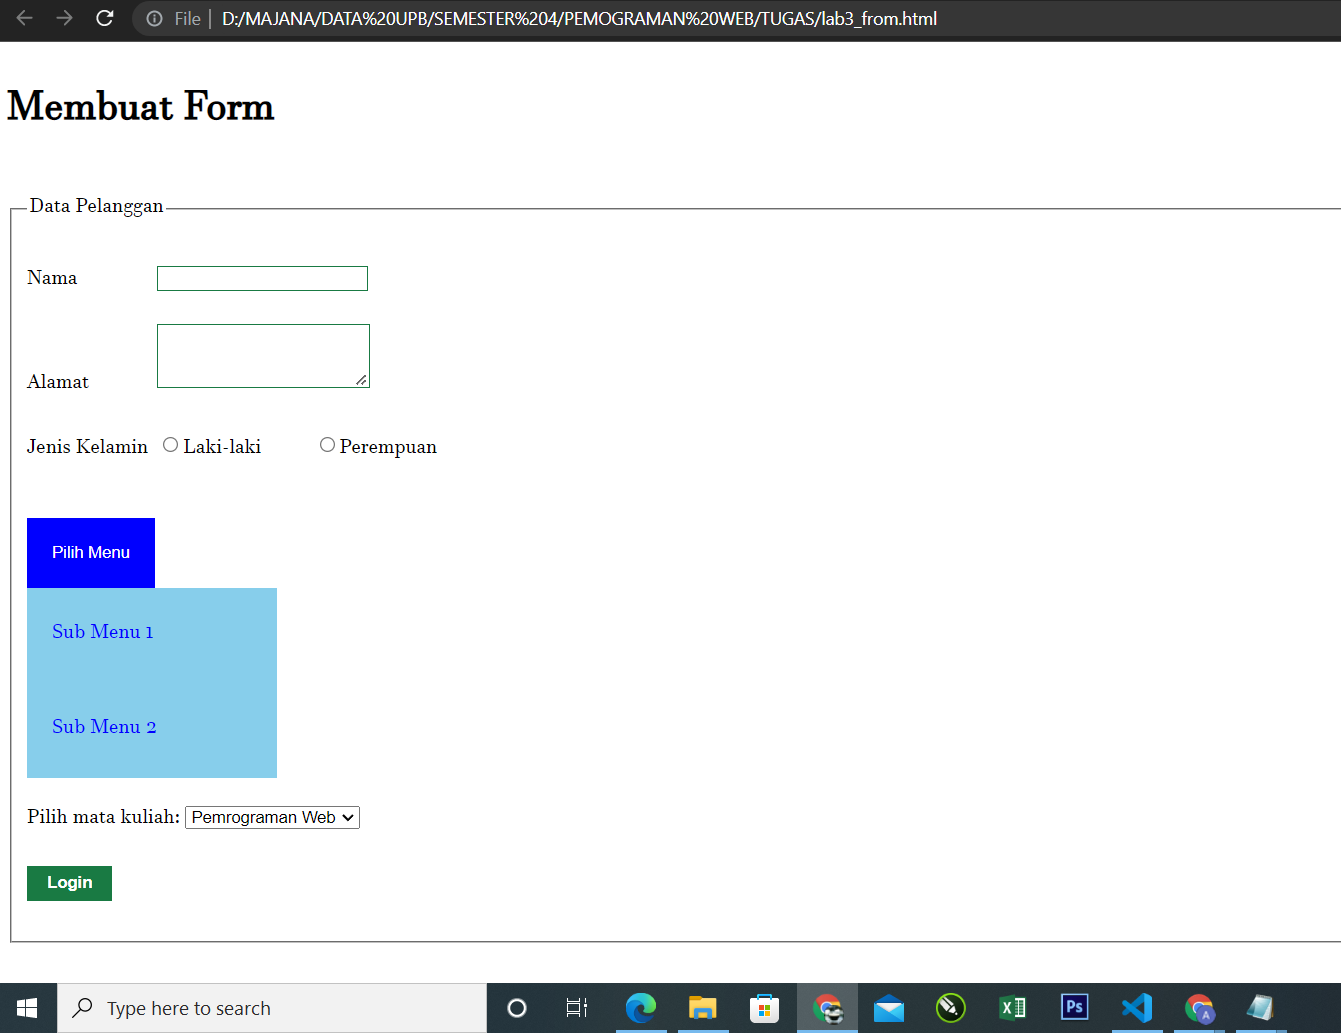 File | D:/MAJANA/DATA%20UPB/SEMESTER%204/PEMOGRAMAN%20WEB/TUGAS/lab3_from.html
Membuat Form
Data Pelanggan
Nama
Alamat
Jenis Kelamin Laki-laki Perempuan
Pilih Menu
Sub Menu 1
Sub Menu 2
Pilih mata kuliah: Pemrograman Web
Login
Type here to search
X Ps A